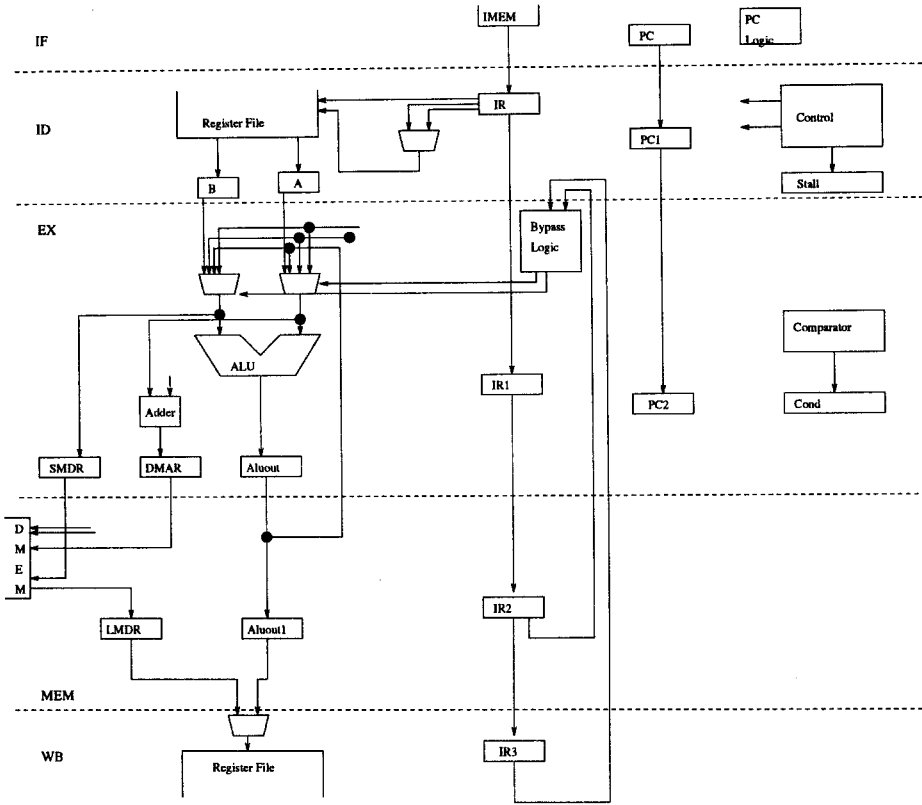 IF
IMEM
PC
PC
Logic
ID
Register File
IR
PC1
Control
B
A
Stall
EX
Bypass
Logic
ALU
Comparator
Adder
IR1
PC2
Cond
SMDR
DMAR
Aluout
D
M
E
M
LMDR
Aluout1
IR2
MEM
WB
Register File
IR3